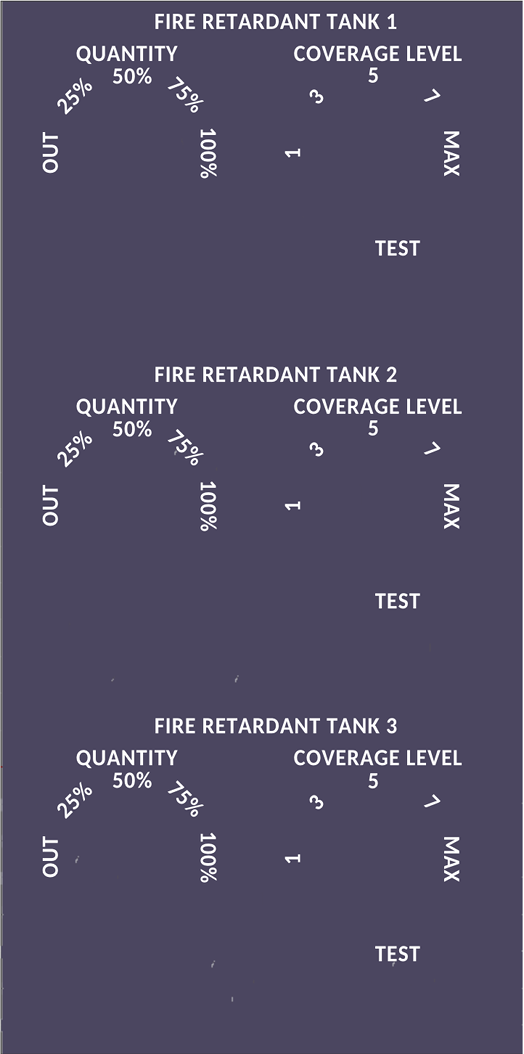 FIRE RETARDANT TANK 1
QUANTITY
COVERAGE LEVEL
OUT
25%
50%
75%
100%
1
3
5
7
MAX
TEST
FIRE RETARDANT TANK 2
QUANTITY
COVERAGE LEVEL
OUT
25%
50%
75%
100%
1
3
5
7
MAX
TEST
FIRE RETARDANT TANK 3
QUANTITY
COVERAGE LEVEL
OUT
25%
50%
75%
100%
1
3
5
7
MAX
TEST